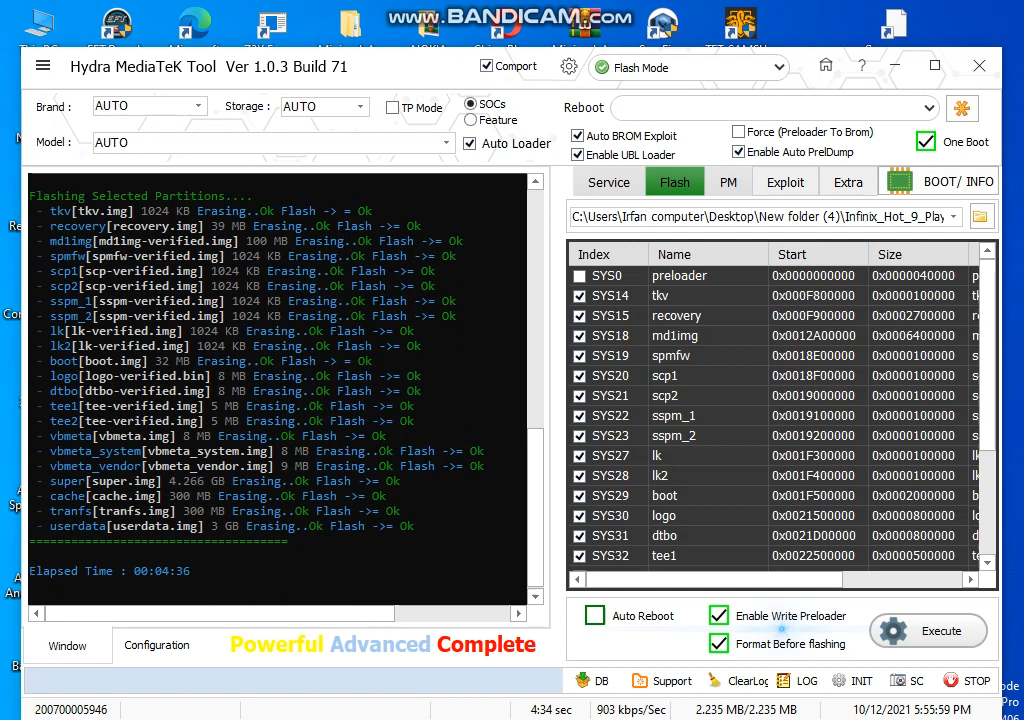 www.BANDICAM.com
Hydra MediaTeK Tool Ver 1.0.3 Build 71
Comport
Flash Mode
Brand :
AUTO
Storage :
AUTO
TP Mode
SOCs
Feature
Reboot
Model :
AUTO
Auto Loader
Auto BROM Exploit
Enable UBL Loader
Force (Preloader To Brom)
Enable Auto PrelDump
One Boot
Service
Flash
PM
Exploit
Extra
BOOT/ INFO
C:\Users\Irfan computer\Desktop\New folder (4)\Infinix_Hot_9_Play
Flashing Selected Partitions....
- tkv[tkv.img] 1024 KB Erasing..Ok Flash -> = Ok
- recovery[recovery.img] 39 MB Erasing..Ok Flash ->= Ok
- md1img[md1img-verified.img] 100 MB Erasing..Ok Flash ->= Ok
- spmfw[spmfw-verified.img] 1024 KB Erasing..Ok Flash ->= Ok
- scp1[scp-verified.img] 1024 KB Erasing..Ok Flash ->= Ok
- scp2[scp-verified.img] 1024 KB Erasing..Ok Flash ->= Ok
- sspm_1[sspm-verified.img] 1024 KB Erasing..Ok Flash ->= Ok
- sspm_2[sspm-verified.img] 1024 KB Erasing..Ok Flash ->= Ok
- lk[lk-verified.img] 1024 KB Erasing..Ok Flash ->= Ok
- lk2[lk-verified.img] 1024 KB Erasing..Ok Flash ->= Ok
- boot[boot.img] 32 MB Erasing..Ok Flash -> = Ok
- logo[logo-verified.bin] 8 MB Erasing..Ok Flash ->= Ok
- dtbo[dtbo-verified.img] 8 MB Erasing..Ok Flash ->= Ok
- tee1[tee-verified.img] 5 MB Erasing..Ok Flash ->= Ok
- tee2[tee-verified.img] 5 MB Erasing..Ok Flash ->= Ok
- vbmeta[vbmeta.img] 8 MB Erasing..Ok Flash ->= Ok
- vbmeta_system[vbmeta_system.img] 8 MB Erasing..Ok Flash ->= Ok
- vbmeta_vendor[vbmeta_vendor.img] 9 MB Erasing..Ok Flash ->= Ok
- super[super.img] 4.266 GB Erasing..Ok Flash ->= Ok
- cache[cache.img] 300 MB Erasing..Ok Flash ->= Ok
- tranfs[tranfs.img] 300 MB Erasing..Ok Flash ->= Ok
- userdata[userdata.img] 3 GB Erasing..Ok Flash ->= Ok
=====================================
Elapsed Time : 00:04:36
Index Name Start Size
SYS0 preloader 0x0000000000 0x0000040000
SYS14 tkv 0x000F800000 0x0000100000
SYS15 recovery 0x000F900000 0x0002700000
SYS18 md1img 0x0012A00000 0x0006400000
SYS19 spmfw 0x0018E00000 0x0000100000
SYS20 scp1 0x0018F00000 0x0000100000
SYS21 scp2 0x0019000000 0x0000100000
SYS22 sspm_1 0x0019100000 0x0000100000
SYS23 sspm_2 0x0019200000 0x0000100000
SYS27 lk 0x001F300000 0x0000100000
SYS28 lk2 0x001F400000 0x0000100000
SYS29 boot 0x001F500000 0x0002000000
SYS30 logo 0x0021500000 0x0000800000
SYS31 dtbo 0x0021D00000 0x0000800000
SYS32 tee1 0x0022500000 0x0000500000
Auto Reboot
Enable Write Preloader
Format Before flashing
Execute
Window
Configuration
Powerful Advanced Complete
DB
Support
ClearLog
LOG
INIT
SC
STOP
200700005946
4:34 sec
903 kbps/Sec
2.235 MB/2.235 MB
10/12/2021 5:55:59 PM